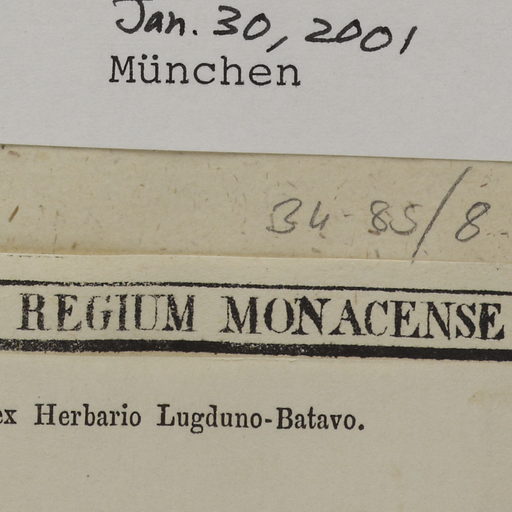 Jan. 30, 2001
München
34-85/8
REGIUM MONACENSE
ex Herbario Lugduno-Batavo.